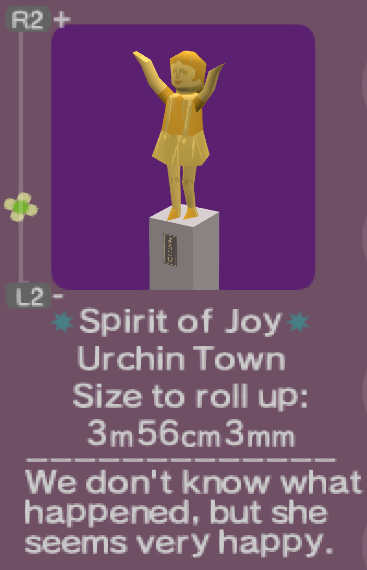 R2 +
L2 -
Spirit of Joy
Urchin Town
Size to roll up:
3m56cm3mm
We don't know what
happened, but she
seems very happy.